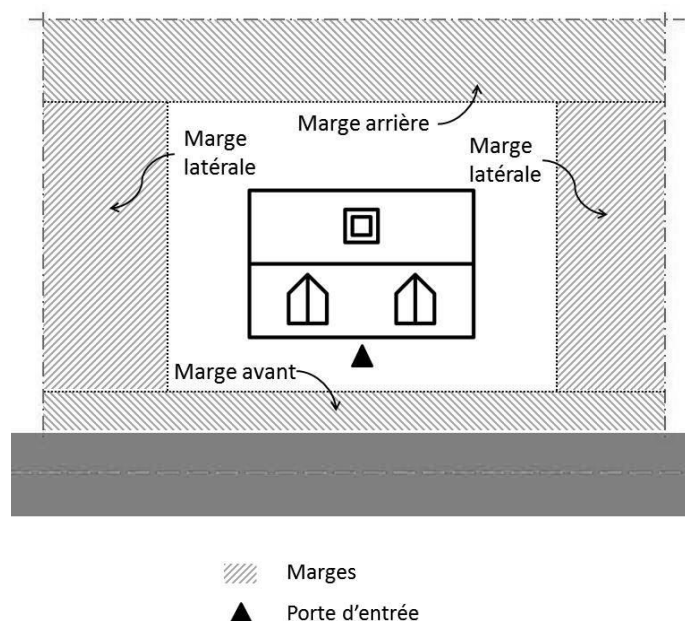 Marge arrière
Marge
latérale
Marge
latérale
Marge avant
Marges
Porte d'entrée